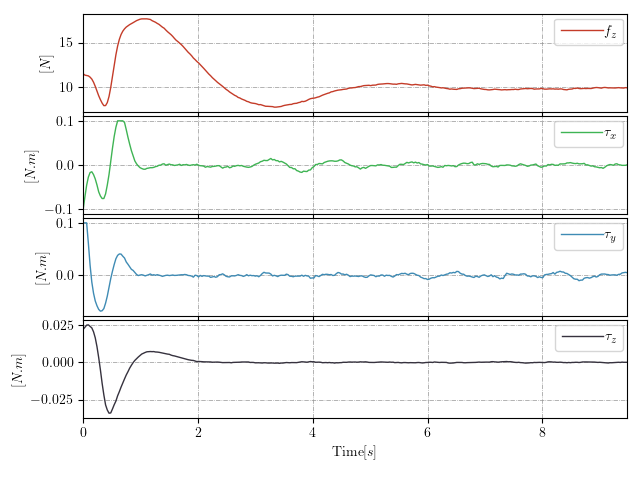 [N]
15
10
f_z
[N.m]
0.1
0.0
−0.1
τ_x
[N.m]
0.1
0.0
τ_y
[N.m]
0.025
0.000
−0.025
τ_z
0 2 4 6 8
Time[s]